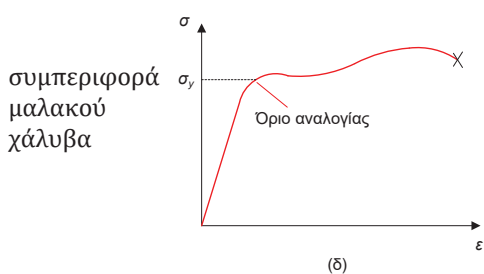 σ
συμπεριφορά
μαλακού
χάλυβα
σy
Όριο αναλογίας
ε
(δ)